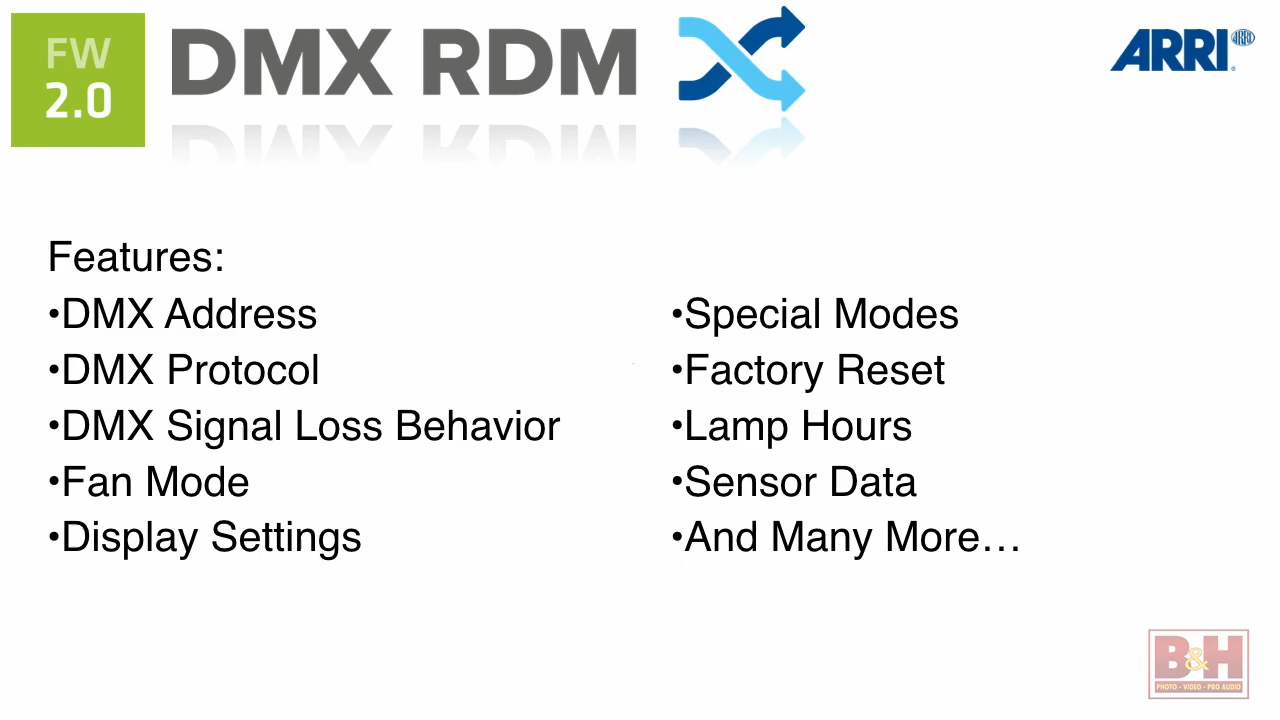 FW
2.0
DMX RDM
ARRI
ARRI
Features:
•DMX Address
•DMX Protocol
•DMX Signal Loss Behavior
•Fan Mode
•Display Settings
•Special Modes
•Factory Reset
•Lamp Hours
•Sensor Data
•And Many More…
B&H
PHOTO - VIDEO - PRO AUDIO